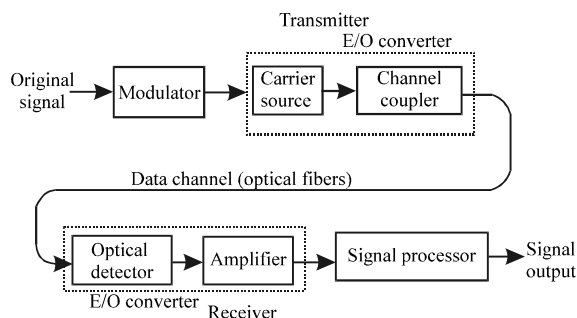 Transmitter
E/O converter
Original
signal
Modulator
Carrier
source
Channel
coupler
Data channel (optical fibers)
Optical
detector
Amplifier
Signal processor
Signal
output
E/O converter
Receiver